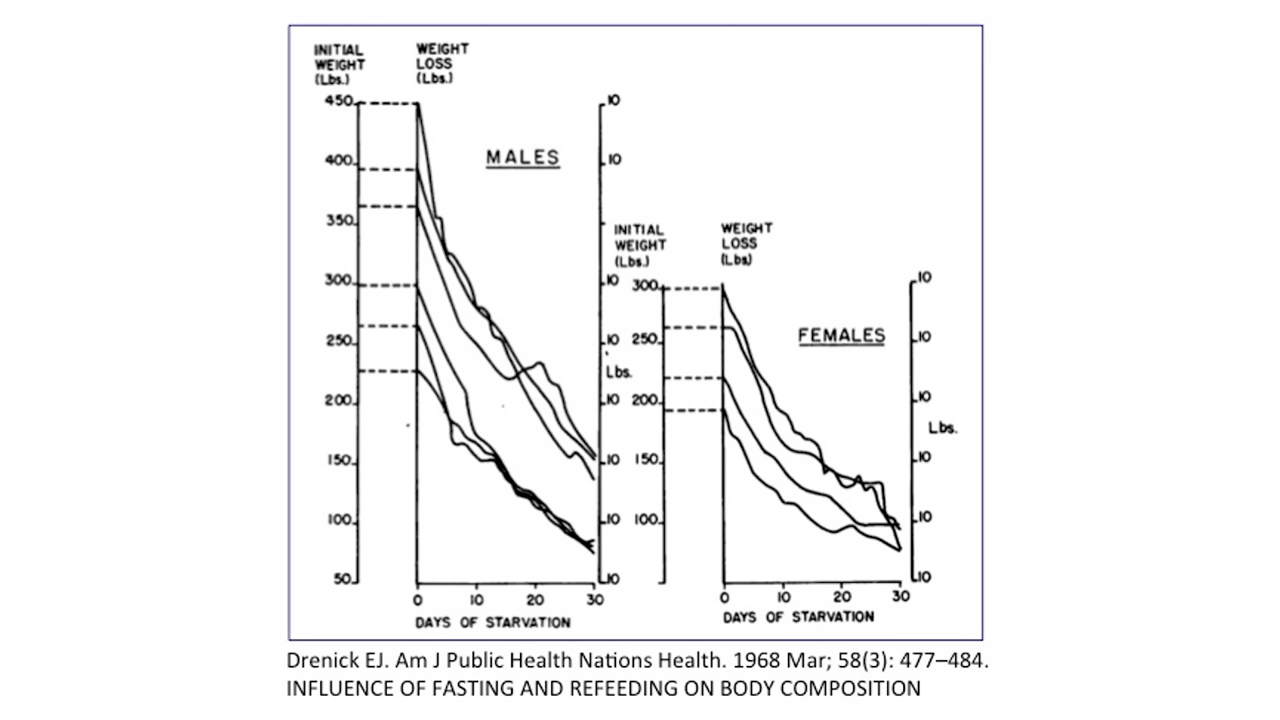 INITIAL WEIGHT (Lbs.)
WEIGHT LOSS (Lbs.)
450
400
350
300
250
200
150
100
50
MALES
10
10
10
10
Lbs.
10
10
10
10
0 10 20 30
DAYS OF STARVATION
INITIAL WEIGHT (Lbs.)
WEIGHT LOSS (Lbs)
300
250
200
150
100
FEMALES
10
10
10
Lbs.
10
10
10
0 10 20 30
DAYS OF STARVATION
Drenick EJ. Am J Public Health Nations Health. 1968 Mar; 58(3): 477–484.
INFLUENCE OF FASTING AND REFEEDING ON BODY COMPOSITION